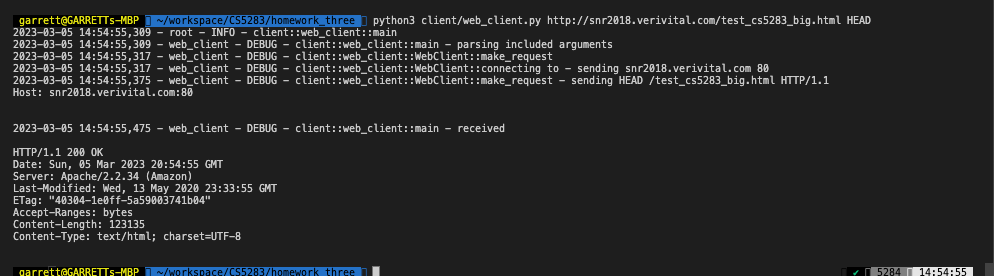 garrett@GARRETTs-MBP ~/workspace/CS5283/homework_three python3 client/web_client.py http://snr2018.verivital.com/test_cs5283_big.html HEAD
2023-03-05 14:54:55,309 - root - INFO - client::web_client::main
2023-03-05 14:54:55,309 - web_client - DEBUG - client::web_client::main - parsing included arguments
2023-03-05 14:54:55,317 - web_client - DEBUG - client::web_client::WebClient::make_request
2023-03-05 14:54:55,317 - web_client - DEBUG - client::web_client::WebClient::connecting to - sending snr2018.verivital.com 80
2023-03-05 14:54:55,375 - web_client - DEBUG - client::web_client::WebClient::make_request - sending HEAD /test_cs5283_big.html HTTP/1.1
Host: snr2018.verivital.com:80
2023-03-05 14:54:55,475 - web_client - DEBUG - client::web_client::main - received
HTTP/1.1 200 OK
Date: Sun, 05 Mar 2023 20:54:55 GMT
Server: Apache/2.2.34 (Amazon)
Last-Modified: Wed, 13 May 2020 23:33:55 GMT
ETag: "40304-1e0ff-5a59003741b04"
Accept-Ranges: bytes
Content-Length: 123135
Content-Type: text/html; charset=UTF-8
garrett@GARRETTs-MBP ~/workspace/CS5283/homework_three ✔ 5284 14:54:55